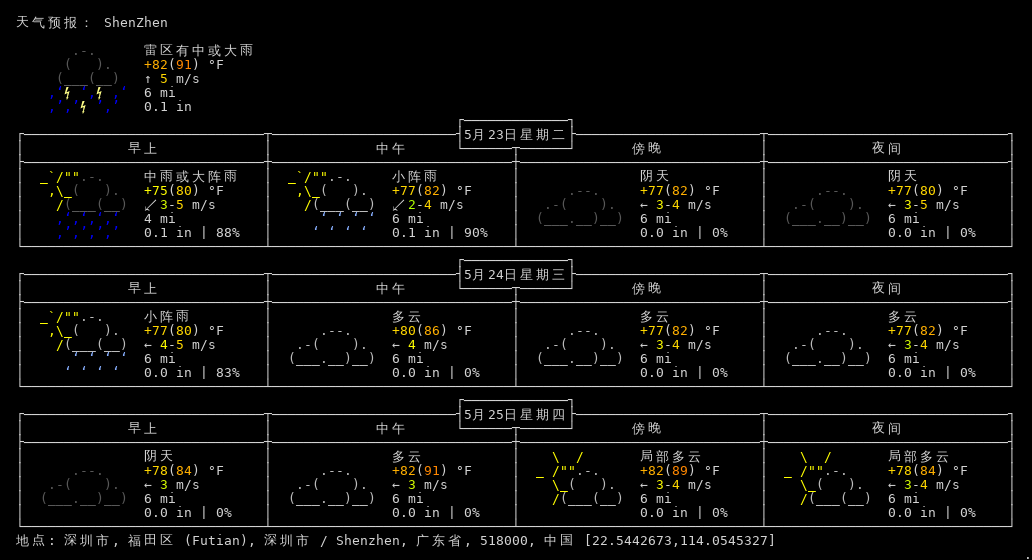 天气预报： ShenZhen
雷区有中或大雨
+82(91) °F
↑ 5 m/s
6 mi
0.1 in
5月23日星期二
早上 中午 傍晚 夜间
中雨或大阵雨 小阵雨 阴天 阴天
+75(80) °F +77(82) °F +77(82) °F +77(80) °F
↙ 3-5 m/s ↙ 2-4 m/s ← 3-4 m/s ← 3-5 m/s
4 mi 6 mi 6 mi 6 mi
0.1 in | 88% 0.1 in | 90% 0.0 in | 0% 0.0 in | 0%
5月24日星期三
早上 中午 傍晚 夜间
小阵雨 多云 多云 多云
+77(80) °F +80(86) °F +77(82) °F +77(82) °F
← 4-5 m/s ← 4 m/s ← 3-4 m/s ← 3-4 m/s
6 mi 6 mi 6 mi 6 mi
0.0 in | 83% 0.0 in | 0% 0.0 in | 0% 0.0 in | 0%
5月25日星期四
早上 中午 傍晚 夜间
阴天 多云 局部多云 局部多云
+78(84) °F +82(91) °F +82(89) °F +78(84) °F
← 3 m/s ← 3 m/s ← 3-4 m/s ← 3-4 m/s
6 mi 6 mi 6 mi 6 mi
0.0 in | 0% 0.0 in | 0% 0.0 in | 0% 0.0 in | 0%
地点: 深圳市, 福田区 (Futian), 深圳市 / Shenzhen, 广东省, 518000, 中国 [22.5442673,114.0545327]